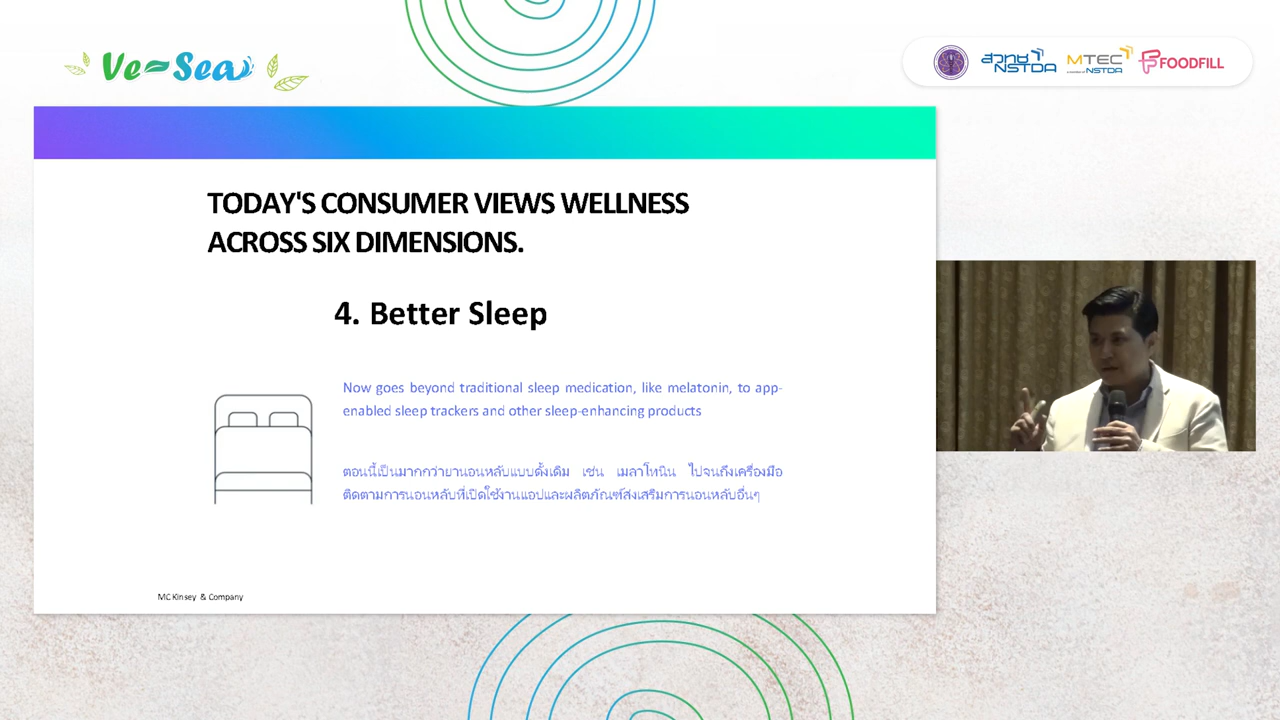 Ve-Sea
สวทช
NSTDA
MTEC
a member of NSTDA
FOODFILL
TODAY'S CONSUMER VIEWS WELLNESS
ACROSS SIX DIMENSIONS.
4. Better Sleep
Now goes beyond traditional sleep medication, like melatonin, to app-
enabled sleep trackers and other sleep-enhancing products
ตอนนี้เป็นมากกว่ายานอนหลับแบบดั้งเดิม เช่น เมลาโทนิน ไปจนถึงเครื่องมือ
ติดตามการนอนหลับที่เปิดใช้งานแอปและผลิตภัณฑ์ส่งเสริมการนอนหลับอื่นๆ
MC Kinsey & Company